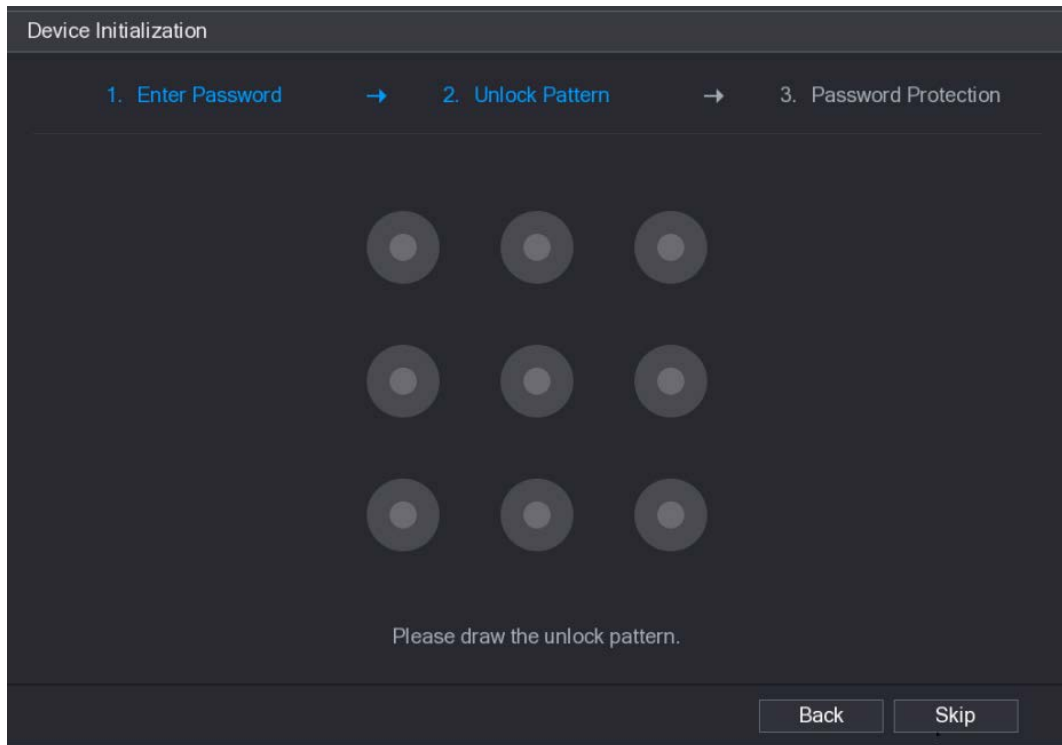 Device Initialization
1. Enter Password → 2. Unlock Pattern → 3. Password Protection
Please draw the unlock pattern.
Back Skip